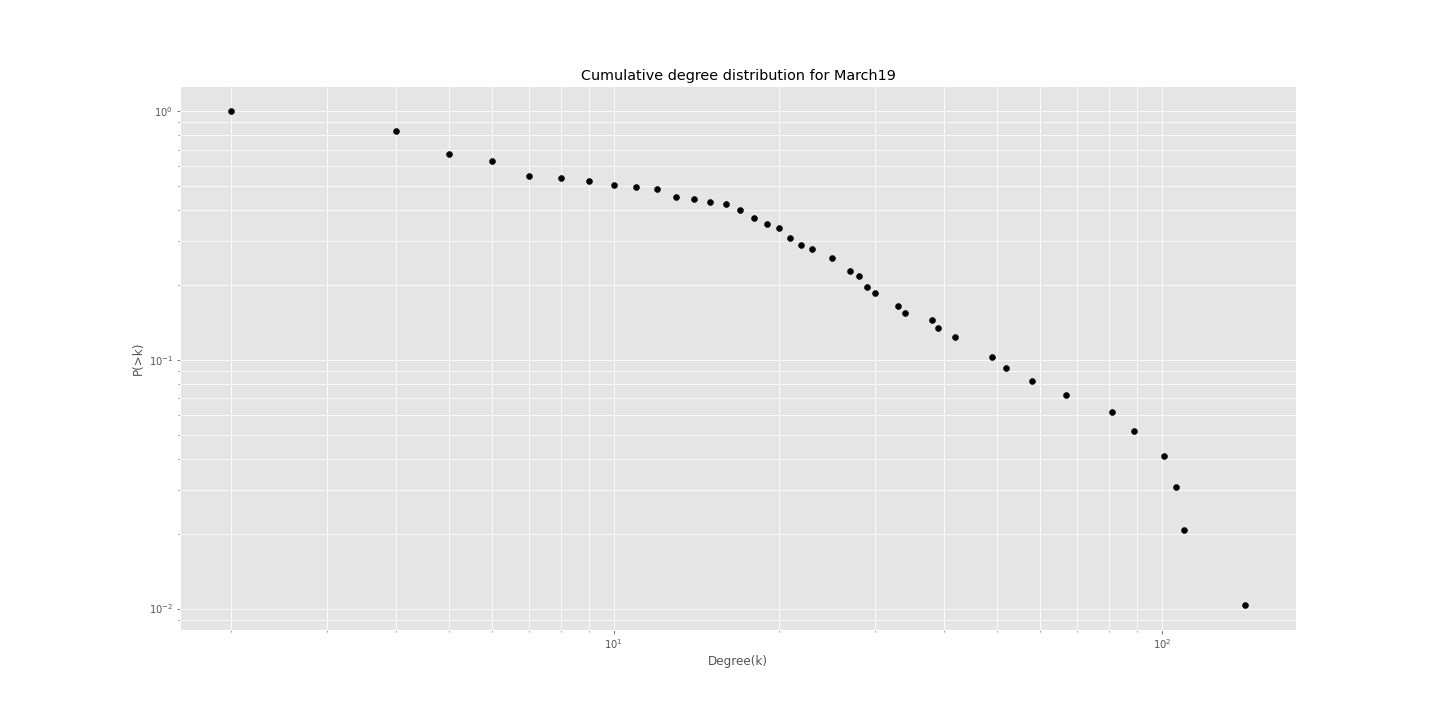 Cumulative degree distribution for March19
10⁰
10⁻¹
10⁻²
P(>k)
10¹
10²
Degree(k)